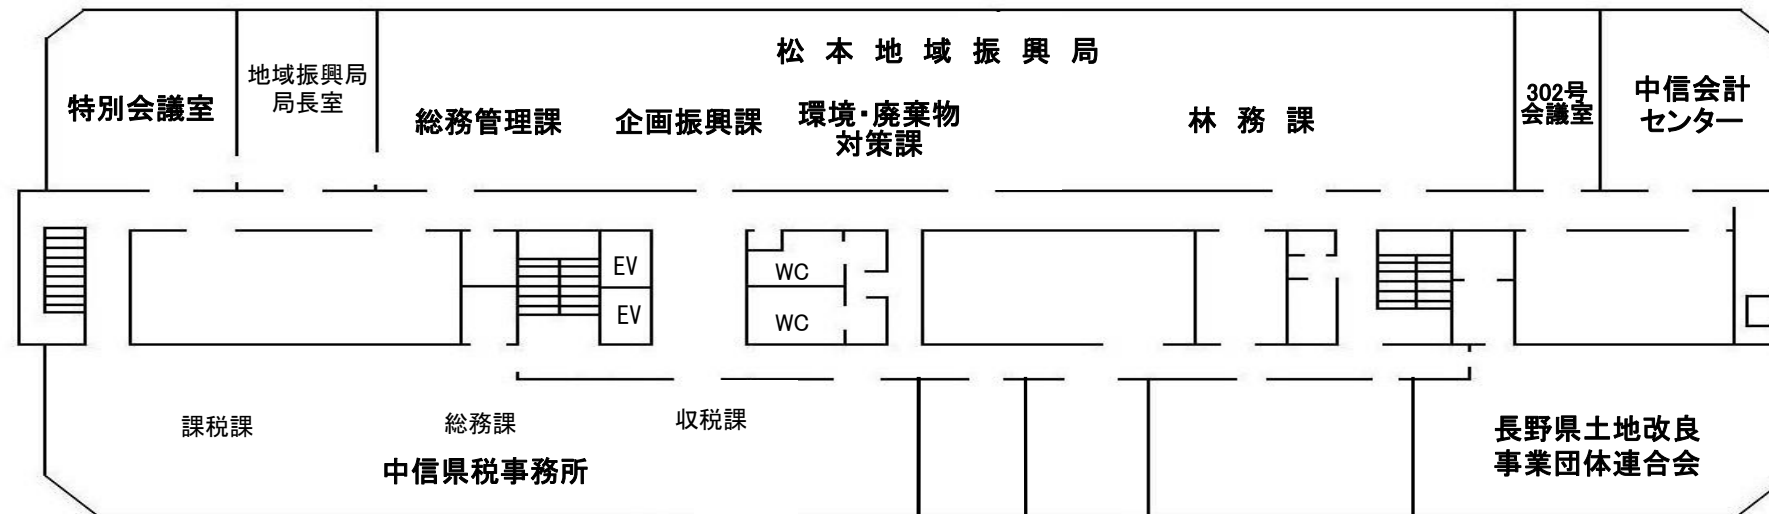 松本地域振興局
特別会議室
地域振興局
局長室
総務管理課
企画振興課
環境・廃棄物
対策課
林務課
302号
会議室
中信会計
センター
EV
EV
WC
WC
課税課
総務課
収税課
中信県税事務所
長野県土地改良
事業団体連合会